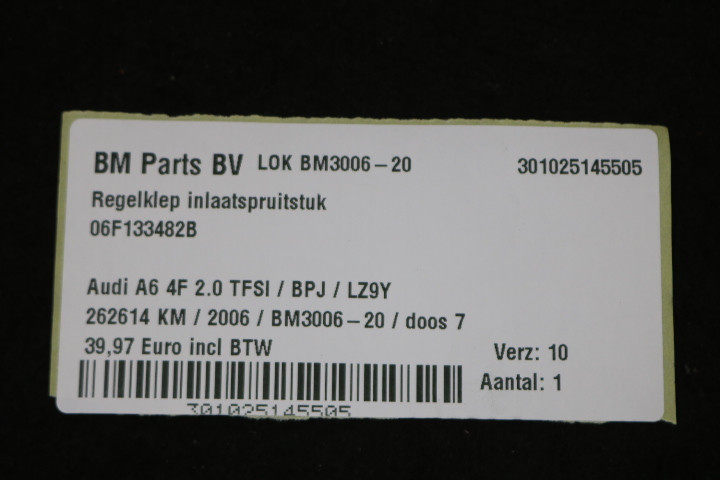 BM Parts BV LOK BM3006-20 301025145505
Regelklep inlaatspruitstuk
06F133482B
Audi A6 4F 2.0 TFSI / BPJ / LZ9Y
262614 KM / 2006 / BM3006-20 / doos 7
39,97 Euro incl BTW Verz: 10
Aantal: 1
301025145505